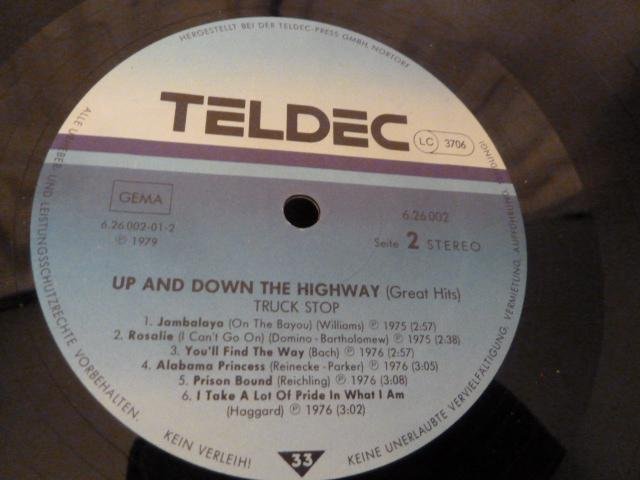 HERGESTELLT BEI DER TELDEC-PRESS GMBH, NORTORF
TELDEC
LC 3706
GEMA
6.26 002-01-2
℗ 1979
6.26 002
Seite 2 STEREO
UP AND DOWN THE HIGHWAY (Great Hits)
TRUCK STOP
1. Jambalaya (On The Bayou) (Williams) ℗ 1975 (2:57)
2. Rosalie (I Can't Go On) (Domino - Bartholomew) ℗ 1975 (2:38)
3. You'll Find The Way (Bach) ℗ 1976 (2:57)
4. Alabama Princess (Reinecke - Parker) ℗ 1976 (3:05)
5. Prison Bound (Reichling) ℗ 1976 (3:08)
6. I Take A Lot Of Pride In What I Am
(Haggard) ℗ 1976 (3:02)
33
ALLE UND LEISTUNGSSCHUTZRECHTE VORBEHALTEN.
KEIN VERLEIH!
KEINE UNERLAUBTE VERVIELFÄLTIGUNG, VERMIETUNG, AUFFÜHRUNG,